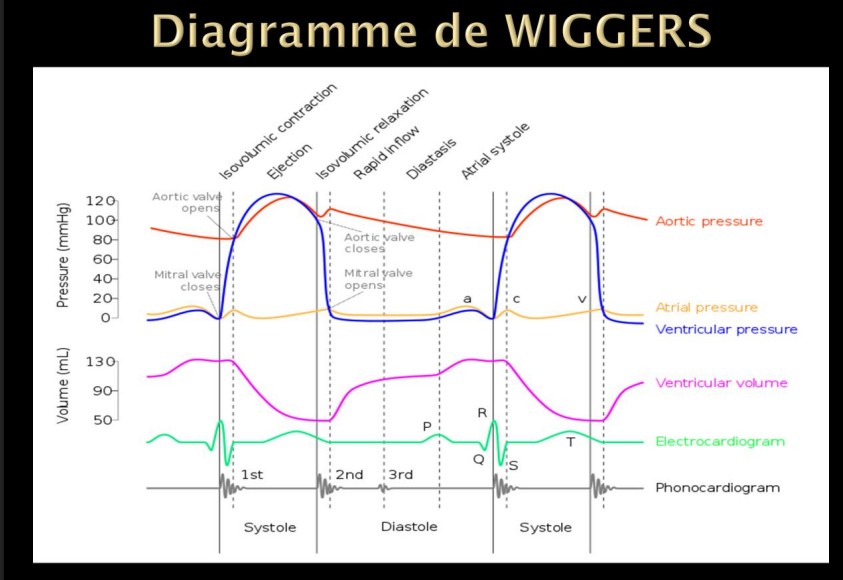 Diagramme de WIGGERS
Isovolumic contraction
Ejection
Isovolumic relaxation
Rapid inflow
Diastasis
Atrial systole
Pressure (mmHg)
120
100
80
60
40
20
0
Aortic valve
opens
Aortic valve
closes
Mitral valve
closes
Mitral valve
opens
a
c
v
Aortic pressure
Atrial pressure
Ventricular pressure
Volume (mL)
130
90
50
Ventricular volume
P
R
Q
S
T
Electrocardiogram
1st
2nd
3rd
Phonocardiogram
Systole
Diastole
Systole